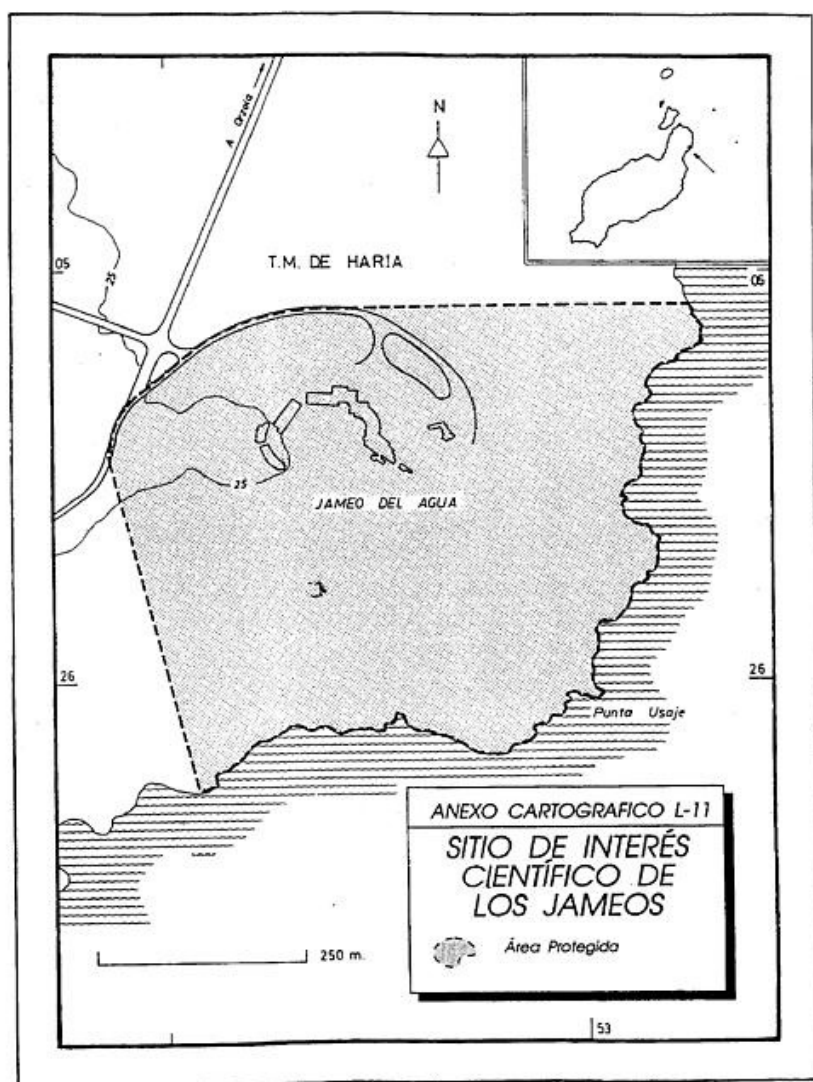 A Orzola
N
T.M. DE HARIA
05
05
25
25
JAMEO DEL AGUA
26
26
Punta Usaje
ANEXO CARTOGRAFICO L-11
SITIO DE INTERÉS
CIENTÍFICO DE
LOS JAMEOS
Área Protegida
250 m.
53